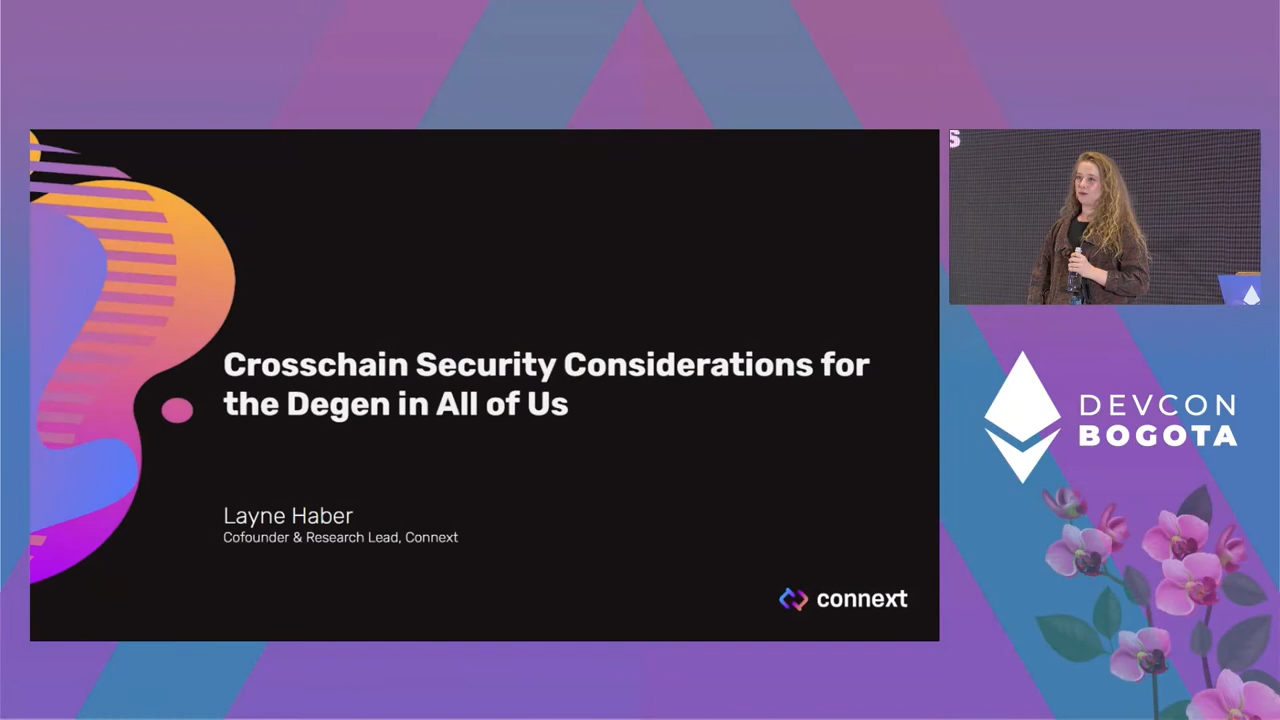 Crosschain Security Considerations for
the Degen in All of Us
Layne Haber
Cofounder & Research Lead, Connext
connext
S
DEVCON
BOGOTA